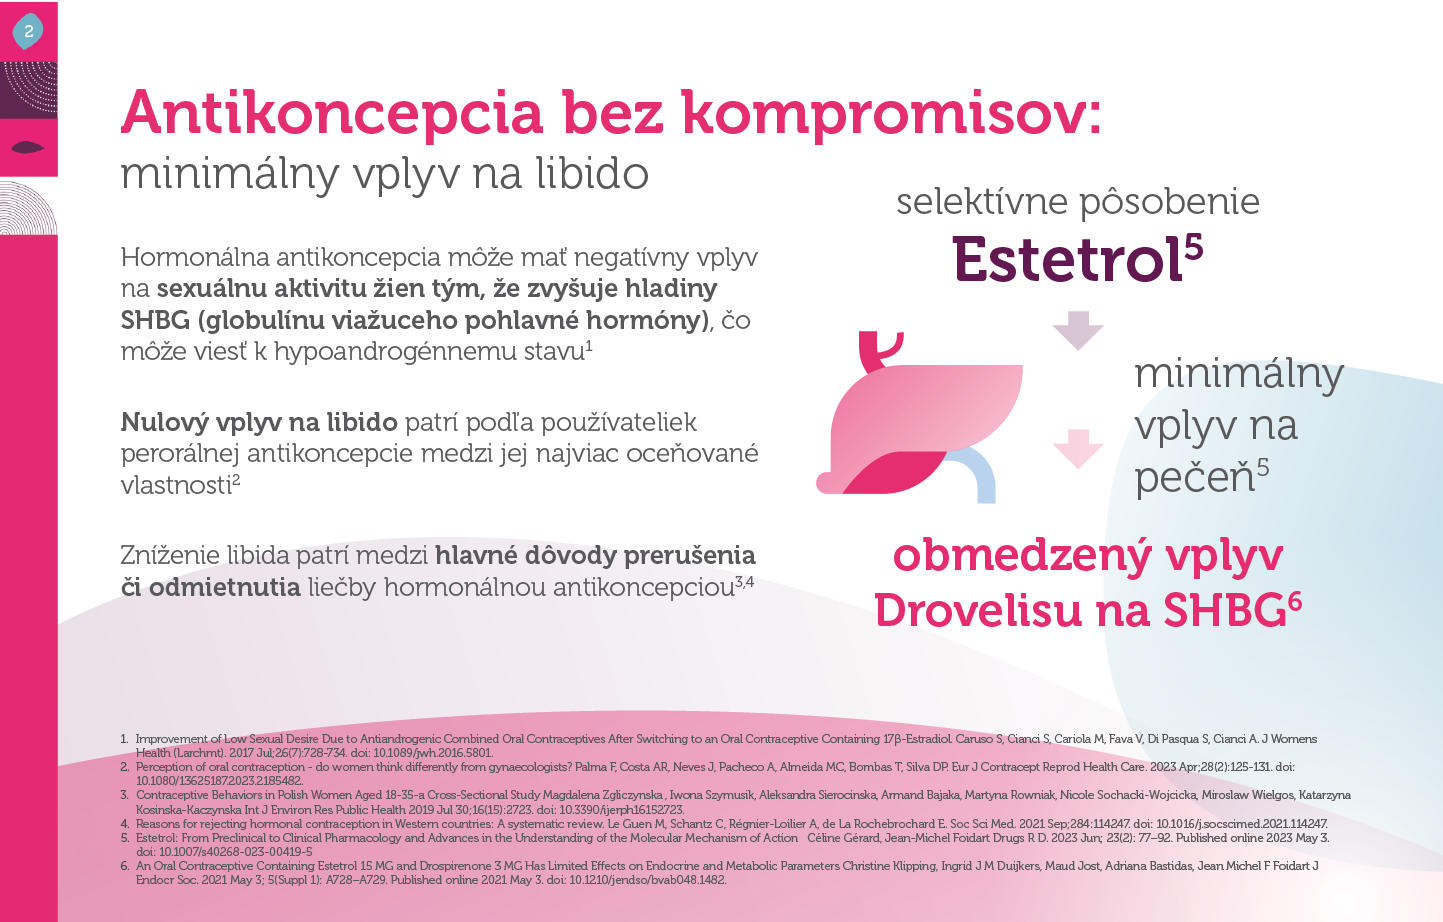 2
Antikoncepcia bez kompromisov:
minimálny vplyv na libido
Hormonálna antikoncepcia môže mať negatívny vplyv
na sexuálnu aktivitu žien tým, že zvyšuje hladiny
SHBG (globulínu viažuceho pohlavné hormóny), čo
môže viesť k hypoandrogénnemu stavu1
Nulový vplyv na libido patrí podľa používateliek
perorálnej antikoncepcie medzi jej najviac oceňované
vlastnosti2
Zníženie libida patrí medzi hlavné dôvody prerušenia
či odmietnutia liečby hormonálnou antikoncepciou3,4
selektívne pôsobenie
Estetrol5
minimálny
vplyv na
pečeň5
obmedzený vplyv
Drovelisu na SHBG6
1. Improvement of Low Sexual Desire Due to Antiandrogenic Combined Oral Contraceptives After Switching to an Oral Contraceptive Containing 17β-Estradiol. Caruso S, Cianci S, Cariola M, Fava V, Di Pasqua S, Cianci A. J Womens
Health (Larchmt). 2017 Jul;26(7):728-734. doi: 10.1089/jwh.2016.5801.
2. Perception of oral contraception - do women think differently from gynaecologists? Palma F, Costa AR, Neves J, Pacheco A, Almeida MC, Bombas T, Silva DP. Eur J Contracept Reprod Health Care. 2023 Apr;28(2):125-131. doi:
10.1080/13625187.2023.2185482.
3. Contraceptive Behaviors in Polish Women Aged 18-35-a Cross-Sectional Study Magdalena Zgliczynska , Iwona Szymusik, Aleksandra Sierocinska, Armand Bajaka, Martyna Rowniak, Nicole Sochacki-Wojcicka, Miroslaw Wielgos, Katarzyna
Kosinska-Kaczynska Int J Environ Res Public Health 2019 Jul 30;16(15):2723. doi: 10.3390/ijerph16152723.
4. Reasons for rejecting hormonal contraception in Western countries: A systematic review. Le Guen M, Schantz C, Régnier-Loilier A, de La Rochebrochard E. Soc Sci Med. 2021 Sep;284:114247. doi: 10.1016/j.socscimed.2021.114247.
5. Estetrol: From Preclinical to Clinical Pharmacology and Advances in the Understanding of the Molecular Mechanism of Action Céline Gérard, Jean-Michel Foidart Drugs R D. 2023 Jun; 23(2): 77–92. Published online 2023 May 3.
doi: 10.1007/s40268-023-00419-5
6. An Oral Contraceptive Containing Estetrol 15 MG and Drospirenone 3 MG Has Limited Effects on Endocrine and Metabolic Parameters Christine Klipping, Ingrid J M Duijkers, Maud Jost, Adriana Bastidas, Jean Michel F Foidart J
Endocr Soc. 2021 May 3; 5(Suppl 1): A728–A729. Published online 2021 May 3. doi: 10.1210/jendso/bvab048.1482.